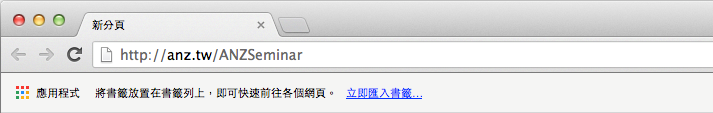 新分頁
http://anz.tw/ANZSeminar
應用程式 將書籤放置在書籤列上，即可快速前往各個網頁。 立即匯入書籤...